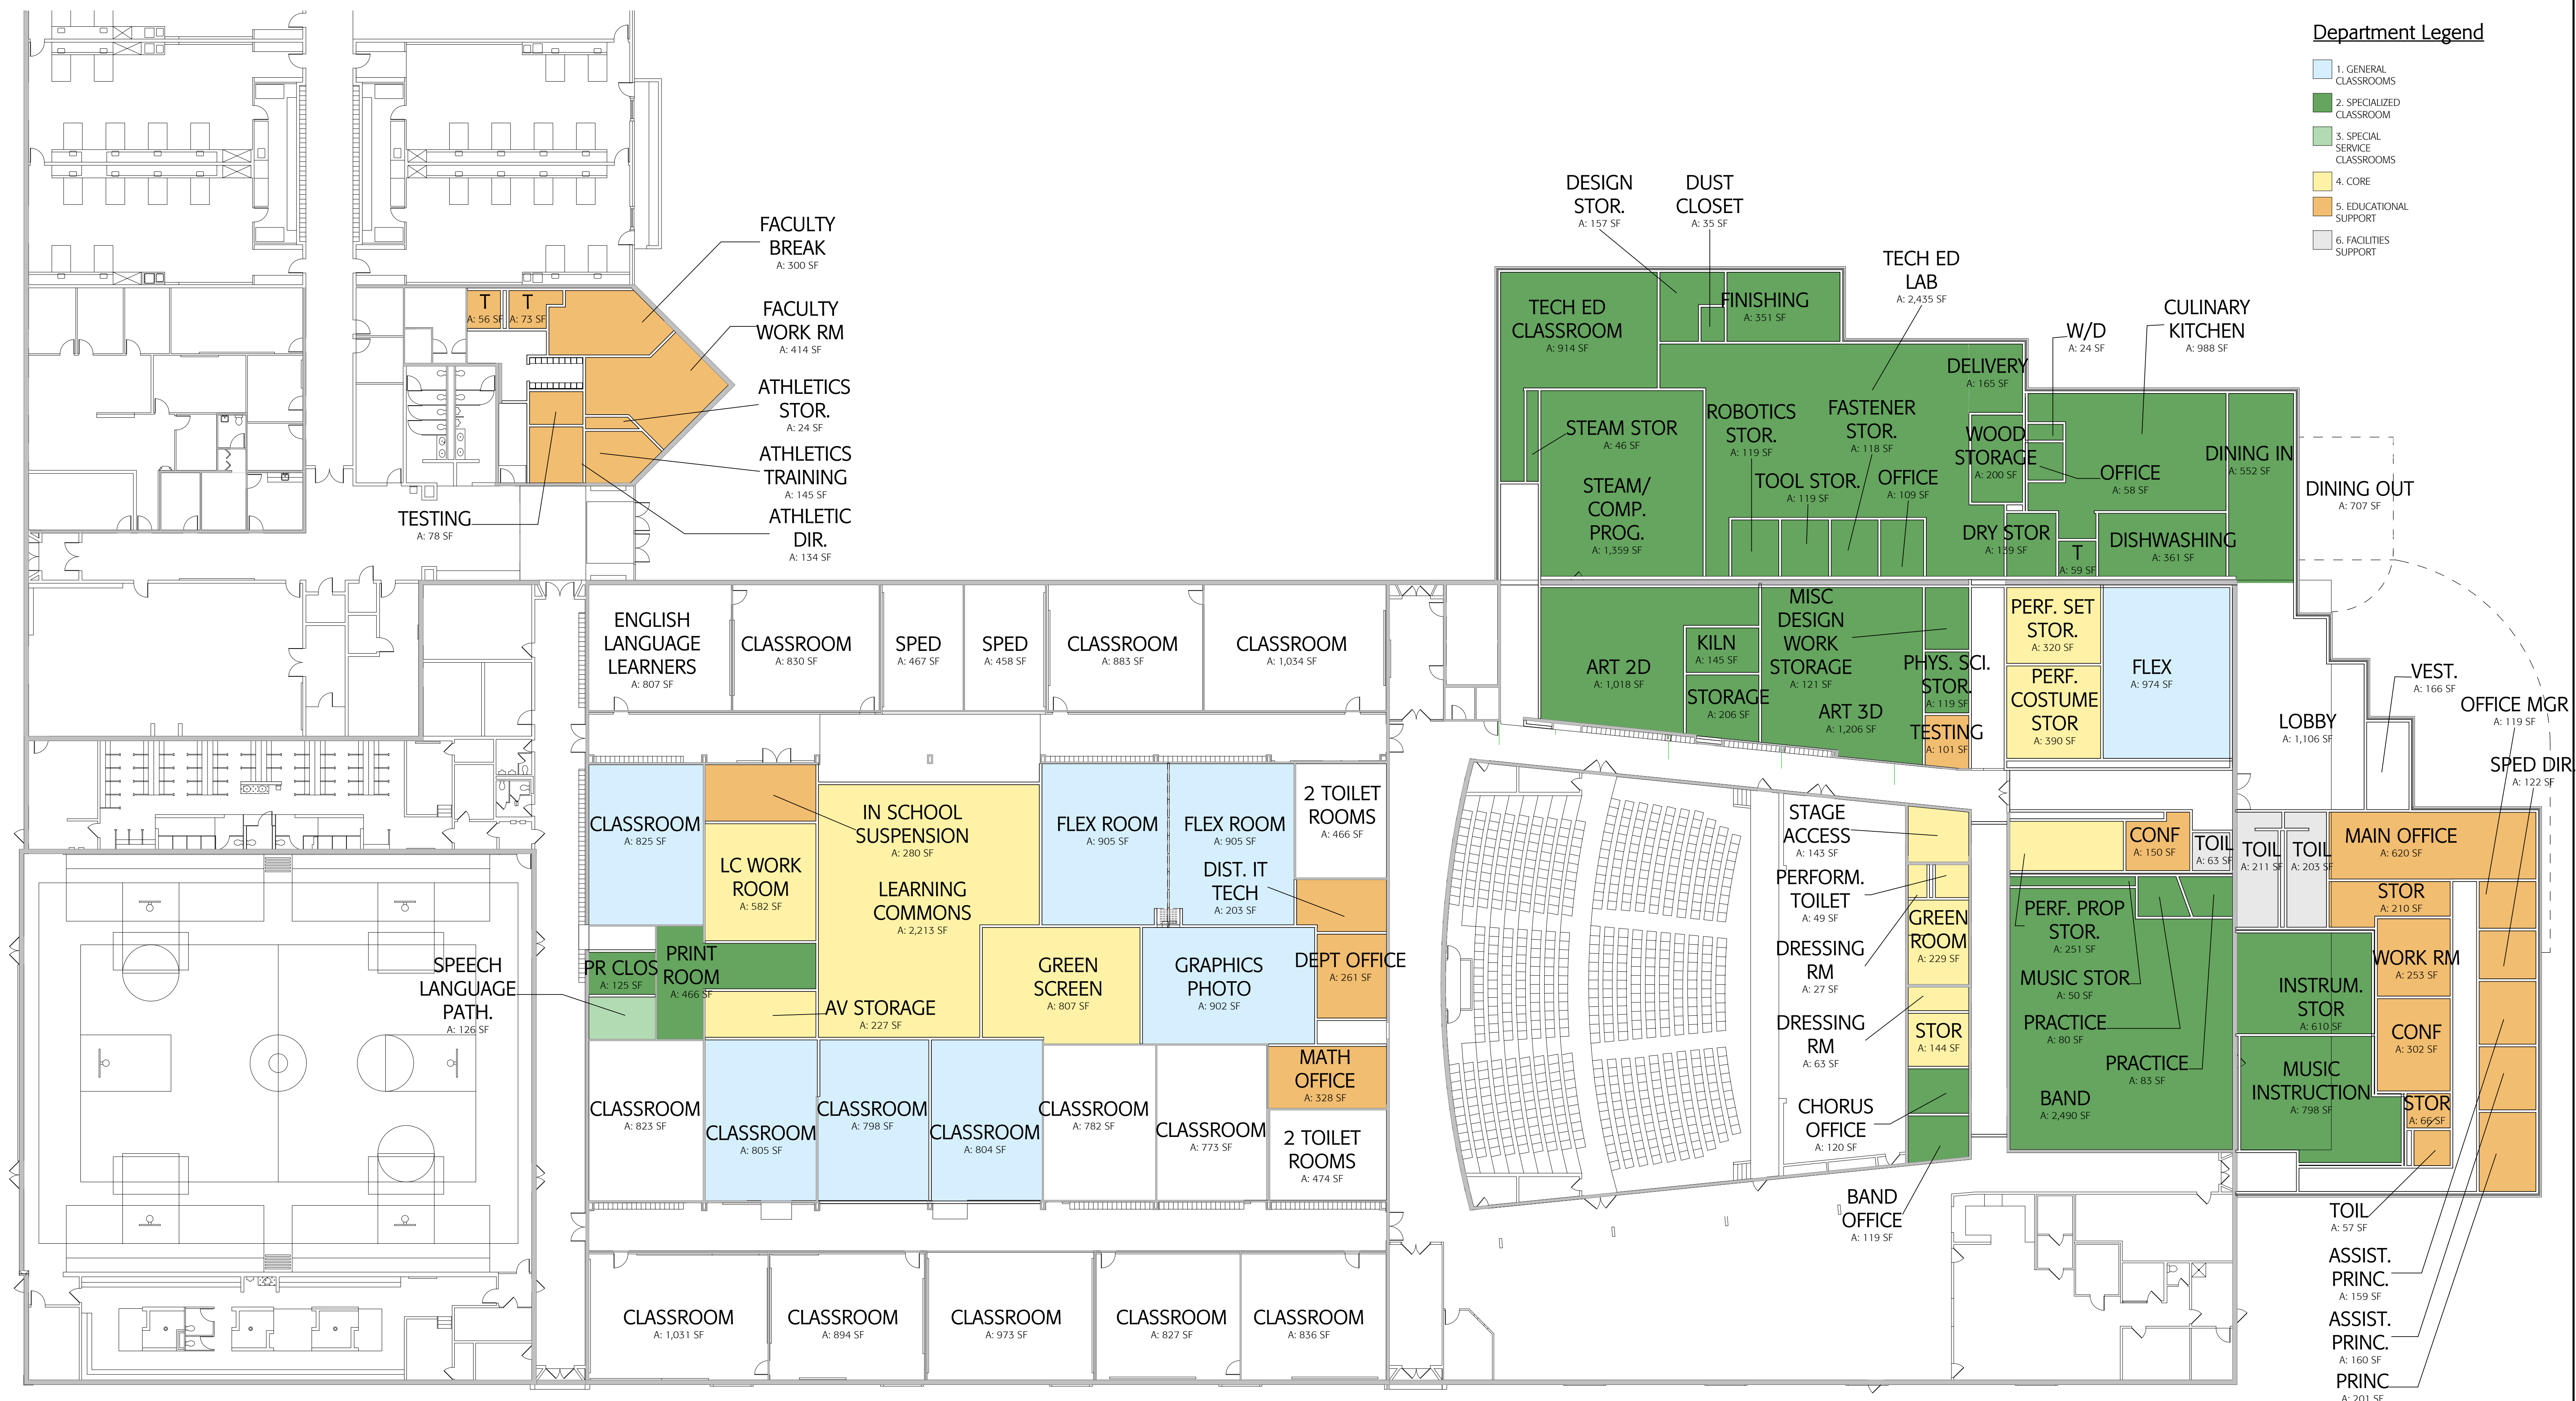 Department Legend
1. GENERAL
CLASSROOMS
2. SPECIALIZED
CLASSROOM
3. SPECIAL
SERVICE
CLASSROOMS
4. CORE
5. EDUCATIONAL
SUPPORT
6. FACILITIES
SUPPORT
FACULTY
BREAK
A: 300 SF
T
A: 56 SF
T
A: 73 SF
FACULTY
WORK RM
A: 414 SF
ATHLETICS
STOR.
A: 24 SF
ATHLETICS
TRAINING
A: 145 SF
ATHLETIC
DIR.
A: 134 SF
TESTING
A: 78 SF
DESIGN
STOR.
A: 157 SF
DUST
CLOSET
A: 35 SF
TECH ED
LAB
A: 2,435 SF
TECH ED
CLASSROOM
A: 914 SF
FINISHING
A: 351 SF
CULINARY
KITCHEN
A: 988 SF
W/D
A: 24 SF
DELIVERY
A: 165 SF
STEAM STOR
A: 46 SF
ROBOTICS
STOR.
A: 119 SF
FASTENER
STOR.
A: 118 SF
WOOD
STORAGE
A: 200 SF
OFFICE
A: 58 SF
DINING IN
A: 552 SF
DINING OUT
A: 707 SF
STEAM/
COMP.
PROG.
A: 1,359 SF
TOOL STOR.
A: 119 SF
OFFICE
A: 109 SF
DRY STOR
A: 139 SF
T
A: 59 SF
DISHWASHING
A: 361 SF
ENGLISH
LANGUAGE
LEARNERS
A: 807 SF
CLASSROOM
A: 830 SF
SPED
A: 467 SF
SPED
A: 458 SF
CLASSROOM
A: 883 SF
CLASSROOM
A: 1,034 SF
ART 2D
A: 1,018 SF
KILN
A: 145 SF
STORAGE
A: 206 SF
MISC
DESIGN
WORK
STORAGE
A: 121 SF
ART 3D
A: 1,206 SF
PHYS. SCI.
STOR.
A: 119 SF
TESTING
A: 101 SF
PERF. SET
STOR.
A: 320 SF
PERF.
COSTUME
STOR
A: 390 SF
FLEX
A: 974 SF
LOBBY
A: 1,106 SF
VEST.
A: 166 SF
OFFICE MGR
A: 119 SF
SPED DIR.
A: 122 SF
CLASSROOM
A: 825 SF
IN SCHOOL
SUSPENSION
A: 280 SF
LC WORK
ROOM
A: 582 SF
LEARNING
COMMONS
A: 2,213 SF
FLEX ROOM
A: 905 SF
FLEX ROOM
A: 905 SF
2 TOILET
ROOMS
A: 466 SF
DIST. IT
TECH
A: 203 SF
SPEECH
LANGUAGE
PATH.
A: 126 SF
PR CLOS
A: 125 SF
PRINT
ROOM
A: 466 SF
AV STORAGE
A: 227 SF
GREEN
SCREEN
A: 807 SF
GRAPHICS
PHOTO
A: 902 SF
DEPT OFFICE
A: 261 SF
STAGE
ACCESS
A: 143 SF
PERFORM.
TOILET
A: 49 SF
DRESSING
RM
A: 27 SF
GREEN
ROOM
A: 229 SF
DRESSING
RM
A: 63 SF
STOR
A: 144 SF
CHORUS
OFFICE
A: 120 SF
BAND
OFFICE
A: 119 SF
CONF
A: 150 SF
TOIL
A: 63 SF
TOIL
A: 211 SF
TOIL
A: 203 SF
MAIN OFFICE
A: 620 SF
STOR
A: 210 SF
PERF. PROP
STOR.
A: 251 SF
MUSIC STOR
A: 50 SF
PRACTICE
A: 80 SF
PRACTICE
A: 83 SF
BAND
A: 2,490 SF
INSTRUM.
STOR
A: 610 SF
WORK RM
A: 253 SF
CONF
A: 302 SF
MUSIC
INSTRUCTION
A: 798 SF
STOR
A: 66 SF
CLASSROOM
A: 823 SF
CLASSROOM
A: 805 SF
CLASSROOM
A: 798 SF
CLASSROOM
A: 804 SF
CLASSROOM
A: 782 SF
CLASSROOM
A: 773 SF
MATH
OFFICE
A: 328 SF
2 TOILET
ROOMS
A: 474 SF
TOIL
A: 57 SF
ASSIST.
PRINC.
A: 159 SF
ASSIST.
PRINC.
A: 160 SF
PRINC
A: 201 SF
CLASSROOM
A: 1,031 SF
CLASSROOM
A: 894 SF
CLASSROOM
A: 973 SF
CLASSROOM
A: 827 SF
CLASSROOM
A: 836 SF